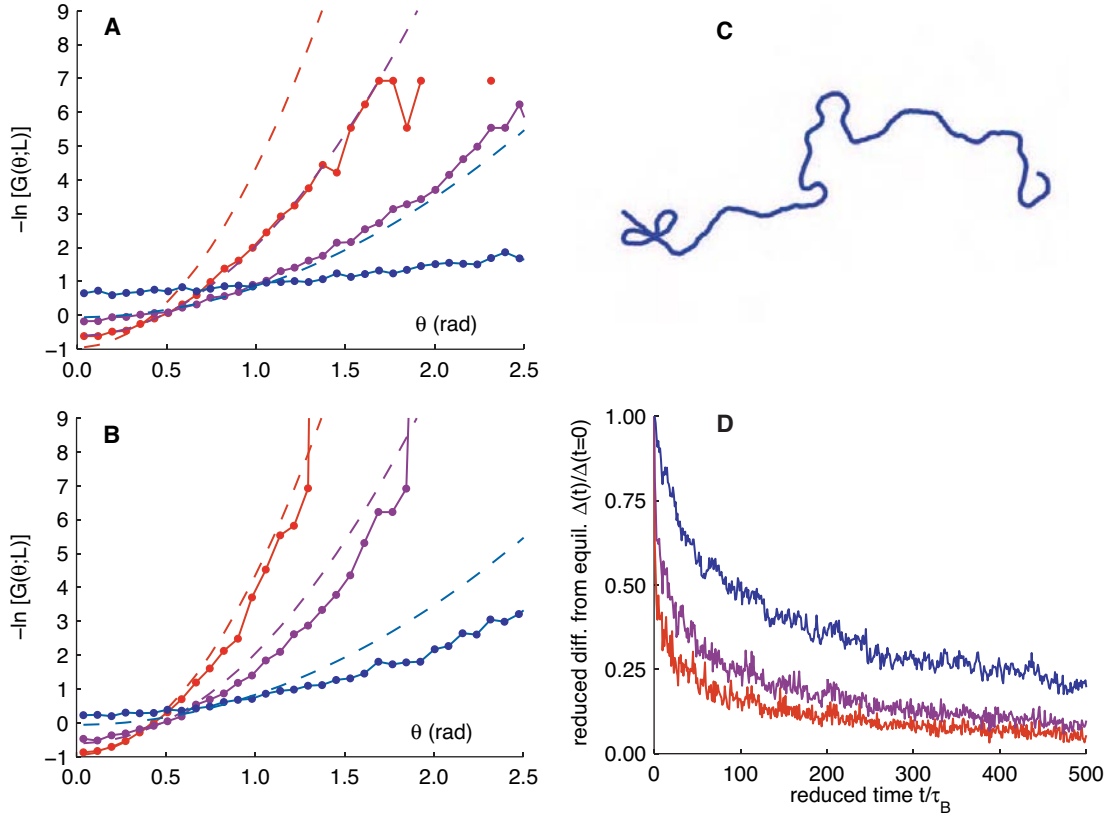 A
9
8
7
6
5
4
3
2
1
0
−1
−ln [G(θ;L)]
θ (rad)
0.0 0.5 1.0 1.5 2.0 2.5
C
B
9
8
7
6
5
4
3
2
1
0
−1
−ln [G(θ;L)]
θ (rad)
0.0 0.5 1.0 1.5 2.0 2.5
D
1.00
0.75
0.50
0.25
0.00
reduced diff. from equil. Δ(t)/Δ(t=0)
0 100 200 300 400 500
reduced time t/τB